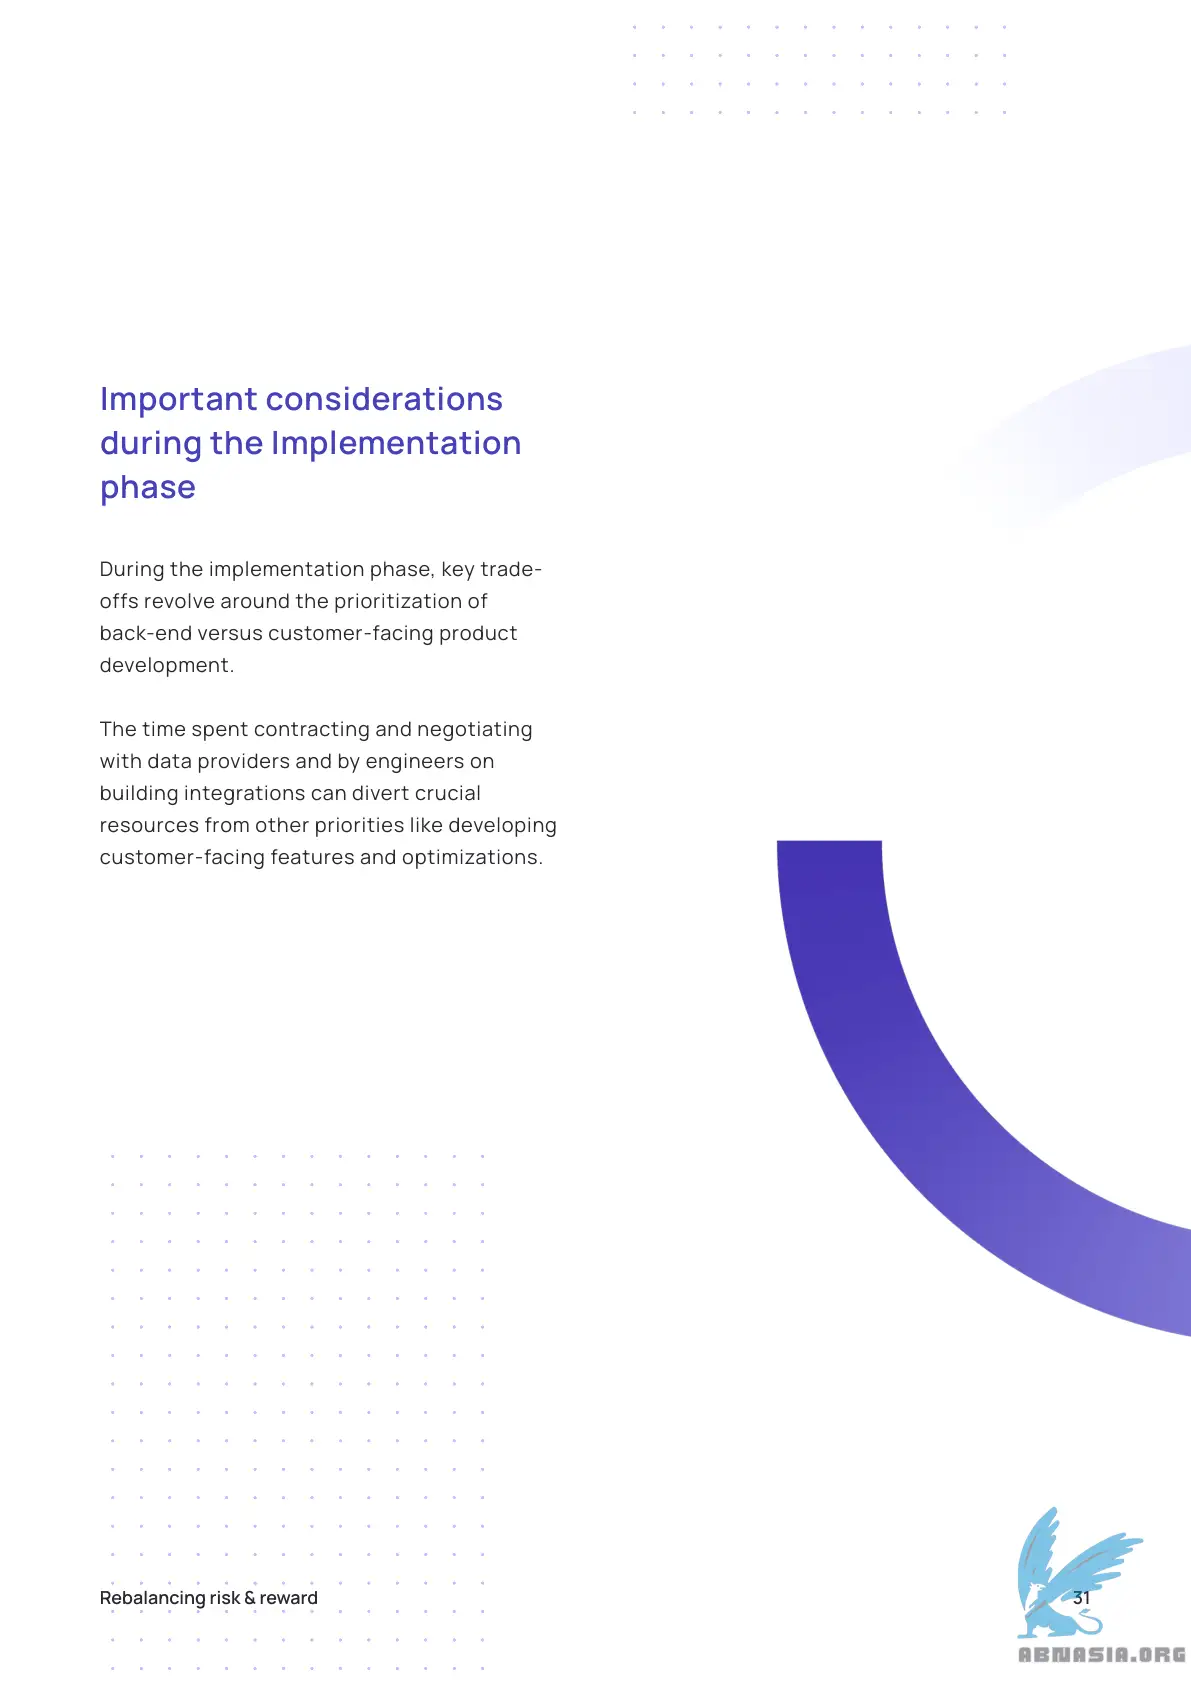 Important considerations
during the Implementation
phase
During the implementation phase, key trade-
offs revolve around the prioritization of
back-end versus customer-facing product
development.
The time spent contracting and negotiating
with data providers and by engineers on
building integrations can divert crucial
resources from other priorities like developing
customer-facing features and optimizations.
Rebalancing risk & reward
31
ABNASIA.ORG